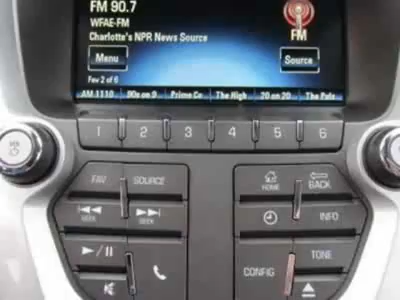 FM 90.7
WFAE-FM
Charlotte's NPR News Source
FM
Menu
Source
Fev 2 of 6
AM 1110 90s on 9 Prime Co The High 20 on 20 The Pulse
1 2 3 4 5 6
FAV SOURCE HOME BACK
SEEK SEEK INFO
TONE
CONFIG